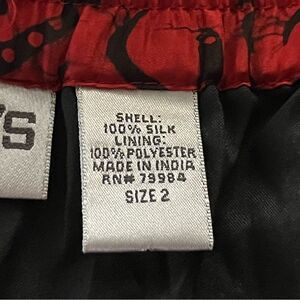 'S
SHELL:
100% SILK
LINING:
100% POLYESTER
MADE IN INDIA
RN# 79984
SIZE 2